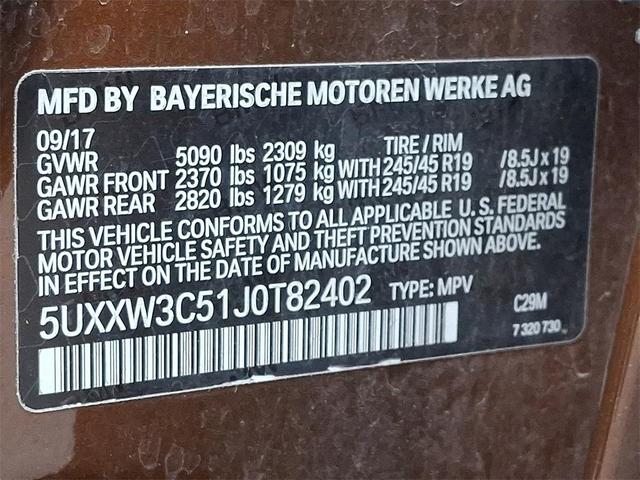 MFD BY BAYERISCHE MOTOREN WERKE AG
09/17 TIRE / RIM
GVWR 5090 lbs 2309 kg
GAWR FRONT 2370 lbs 1075 kg WITH 245/45 R19 /8.5J x 19
GAWR REAR 2820 lbs 1279 kg WITH 245/45 R19 /8.5J x 19
THIS VEHICLE CONFORMS TO ALL APPLICABLE U. S. FEDERAL
MOTOR VEHICLE SAFETY AND THEFT PREVENTION STANDARDS
IN EFFECT ON THE DATE OF MANUFACTURE SHOWN ABOVE.
5UXXW3C51J0T82402 TYPE: MPV C29M
7 320 730